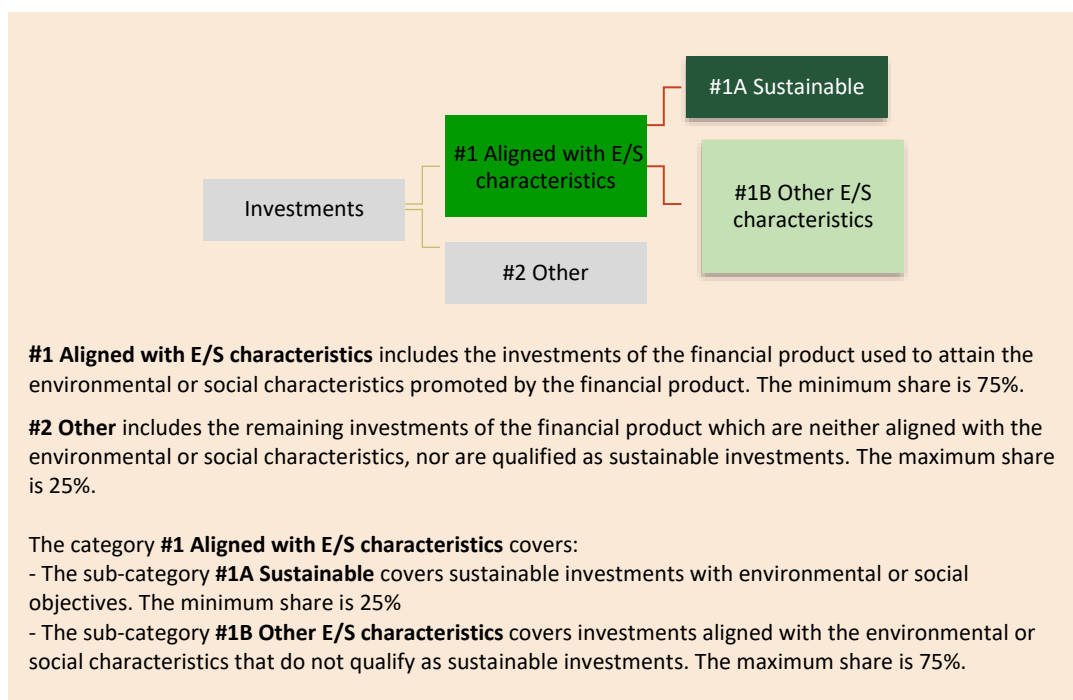 #1A Sustainable
#1 Aligned with E/S
characteristics
#1B Other E/S
characteristics
Investments
#2 Other
#1 Aligned with E/S characteristics includes the investments of the financial product used to attain the
environmental or social characteristics promoted by the financial product. The minimum share is 75%.
#2 Other includes the remaining investments of the financial product which are neither aligned with the
environmental or social characteristics, nor are qualified as sustainable investments. The maximum share
is 25%.
The category #1 Aligned with E/S characteristics covers:
- The sub-category #1A Sustainable covers sustainable investments with environmental or social
objectives. The minimum share is 25%
- The sub-category #1B Other E/S characteristics covers investments aligned with the environmental or
social characteristics that do not qualify as sustainable investments. The maximum share is 75%.